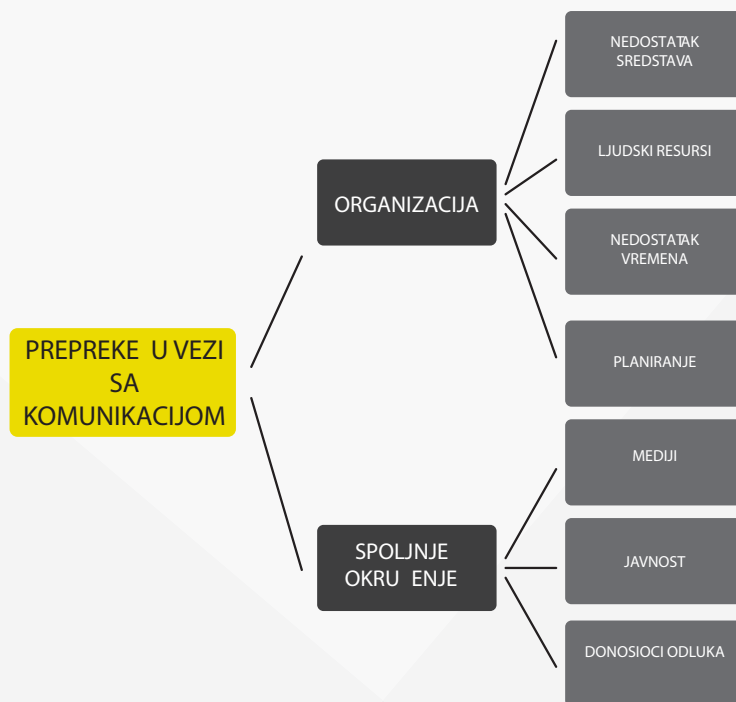 PREPREKE U VEZI
SA
KOMUNIKACIJOM
ORGANIZACIJA
NEDOSTATAK
SREDSTAVA
LJUDSKI RESURSI
NEDOSTATAK
VREMENA
PLANIRANJE
SPOLJNJE
OKRU ENJE
MEDIJI
JAVNOST
DONOSIOCI ODLUKA